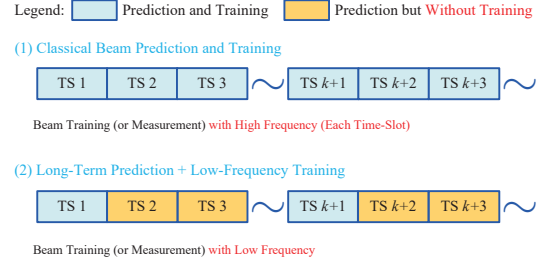 Legend: Prediction and Training Prediction but Without Training
(1) Classical Beam Prediction and Training
TS 1 TS 2 TS 3 TS k+1 TS k+2 TS k+3
Beam Training (or Measurement) with High Frequency (Each Time-Slot)
(2) Long-Term Prediction + Low-Frequency Training
TS 1 TS 2 TS 3 TS k+1 TS k+2 TS k+3
Beam Training (or Measurement) with Low Frequency